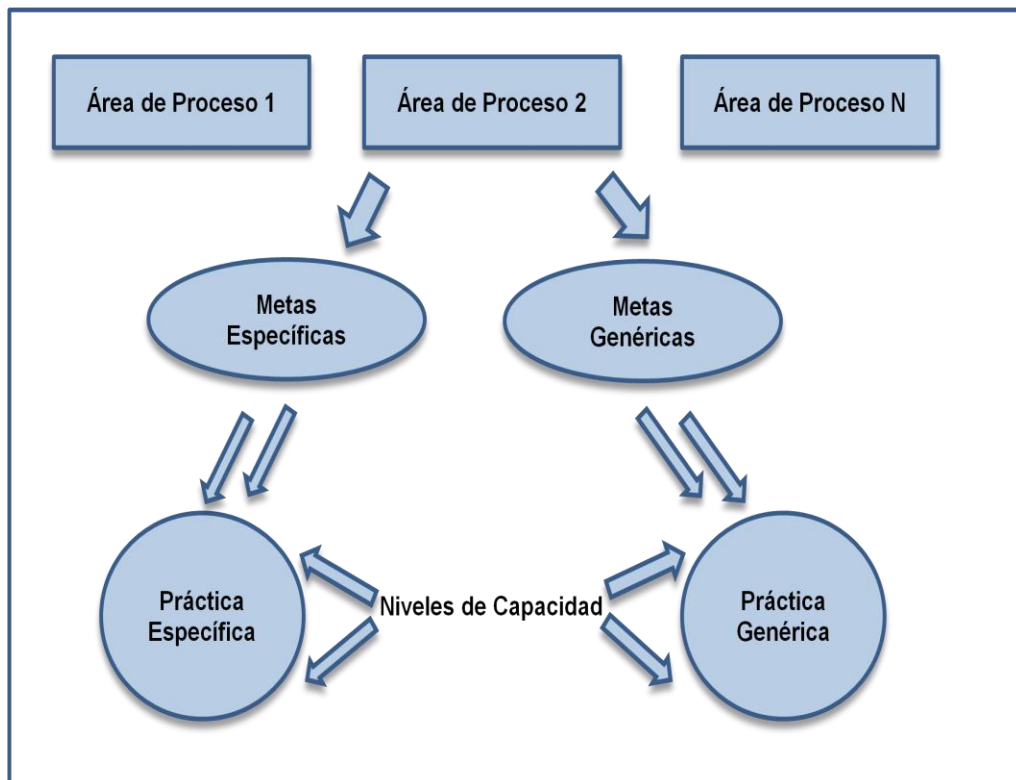 Área de Proceso 1
Área de Proceso 2
Área de Proceso N
Metas
Específicas
Metas
Genéricas
Práctica
Específica
Niveles de Capacidad
Práctica
Genérica